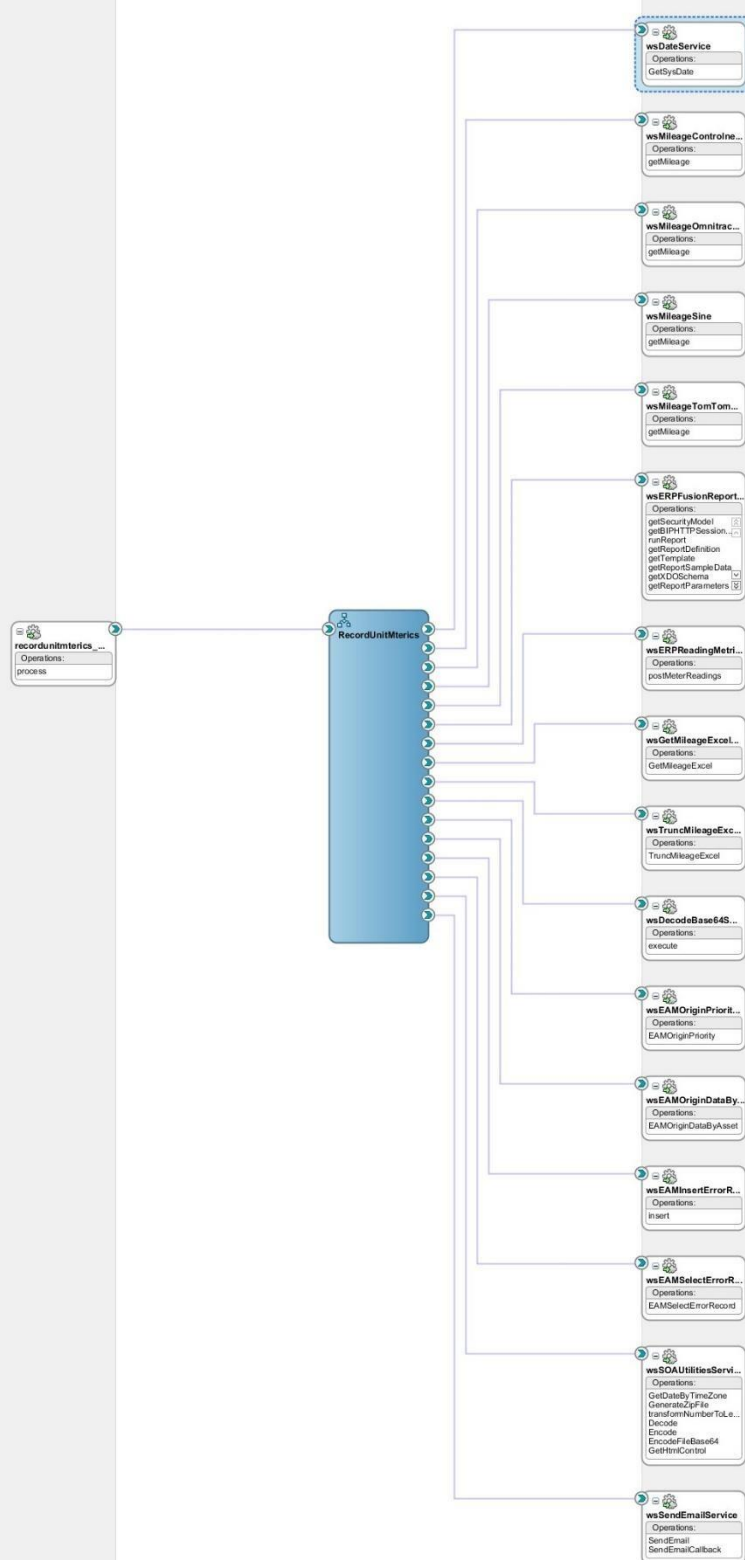 wsDateService
Operations:
GetSysDate
wsMileageControlne...
Operations:
getMileage
wsMileageOmnitrac...
Operations:
getMileage
wsMileageSine
Operations:
getMileage
wsMileageTomTom...
Operations:
getMileage
wsERPFusionReport...
Operations:
getSecurityModel
getBIPHTTPSession...
runReport
getReportDefinition
getTemplate
getReportSampleData
getXDOSchema
getReportParameters
recordunitmterics_...
Operations:
process
RecordUnitMterics
wsERPReadingMetri...
Operations:
postMeterReadings
wsGetMileageExcel...
Operations:
GetMileageExcel
wsTruncMileageExc...
Operations:
TruncMileageExcel
wsDecodeBase64S...
Operations:
execute
wsEAMOriginPriorit...
Operations:
EAMOriginPriority
wsEAMOriginDataBy...
Operations:
EAMOriginDataByAsset
wsEAMInsertErrorR...
Operations:
insert
wsEAMSelectErrorR...
Operations:
EAMSelectErrorRecord
wsSOAUtilitiesServi...
Operations:
GetDateByTimeZone
GenerateZipFile
transformNumberToLe...
Decode
Encode
EncodeFileBase64
GetHtmlControl
wsSendEmailService
Operations:
SendEmail
SendEmailCallback